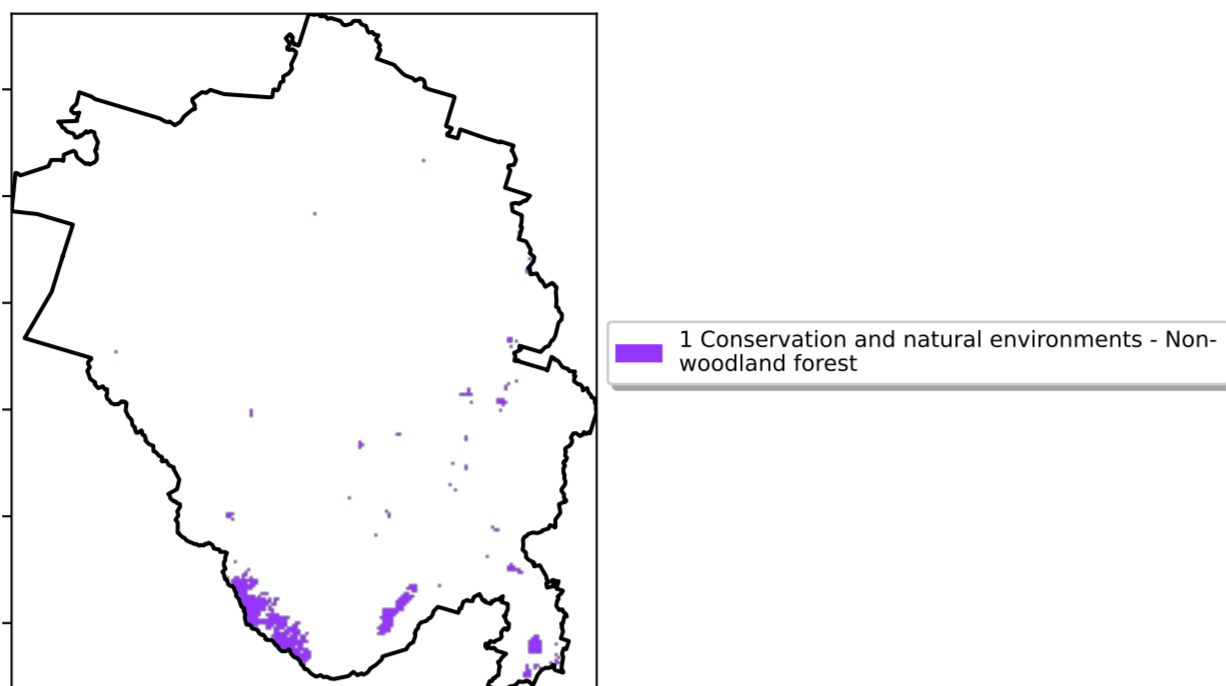 1 Conservation and natural environments - Non-
woodland forest